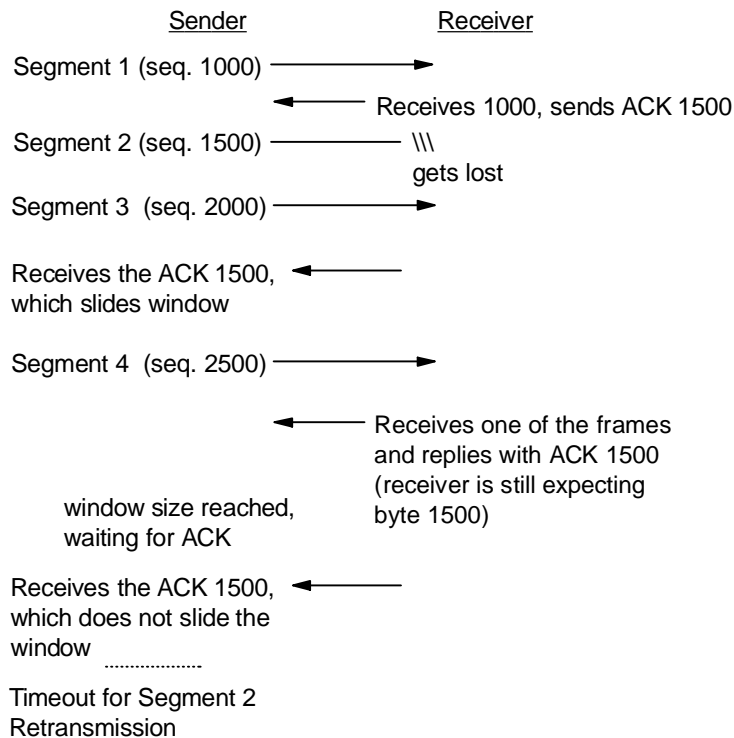 Sender
Receiver
Segment 1 (seq. 1000)
Receives 1000, sends ACK 1500
Segment 2 (seq. 1500)
\\\
gets lost
Segment 3 (seq. 2000)
Receives the ACK 1500,
which slides window
Segment 4 (seq. 2500)
Receives one of the frames
and replies with ACK 1500
(receiver is still expecting
byte 1500)
window size reached,
waiting for ACK
Receives the ACK 1500,
which does not slide the
window
Timeout for Segment 2
Retransmission